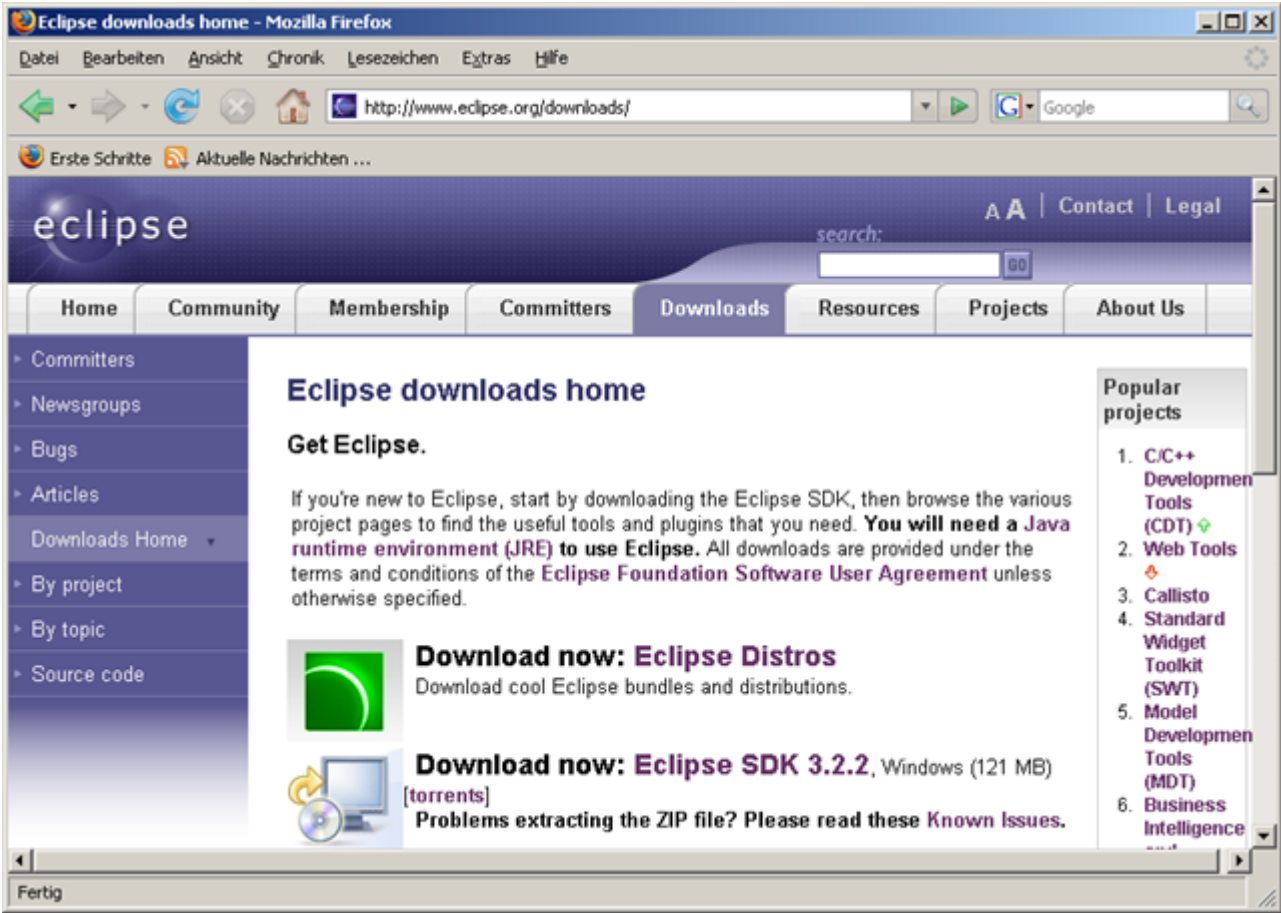 Eclipse downloads home - Mozilla Firefox
Datei Bearbeiten Ansicht Chronik Lesezeichen Extras Hilfe
http://www.eclipse.org/downloads/
G
Google
Erste Schritte Aktuelle Nachrichten ...
eclipse
A A | Contact | Legal
search:
GO
Home Community Membership Committers Downloads Resources Projects About Us
Committers
Newsgroups
Bugs
Articles
Downloads Home
By project
By topic
Source code
Eclipse downloads home
Get Eclipse.
If you're new to Eclipse, start by downloading the Eclipse SDK, then browse the various
project pages to find the useful tools and plugins that you need. You will need a Java
runtime environment (JRE) to use Eclipse. All downloads are provided under the
terms and conditions of the Eclipse Foundation Software User Agreement unless
otherwise specified.
Download now: Eclipse Distros
Download cool Eclipse bundles and distributions.
Download now: Eclipse SDK 3.2.2, Windows (121 MB)
[torrents]
Problems extracting the ZIP file? Please read these Known Issues.
Popular
projects
1. C/C++
Developmen
Tools
(CDT)
2. Web Tools
3. Callisto
4. Standard
Widget
Toolkit
(SWT)
5. Model
Developmen
Tools
(MDT)
6. Business
Intelligence
Fertig